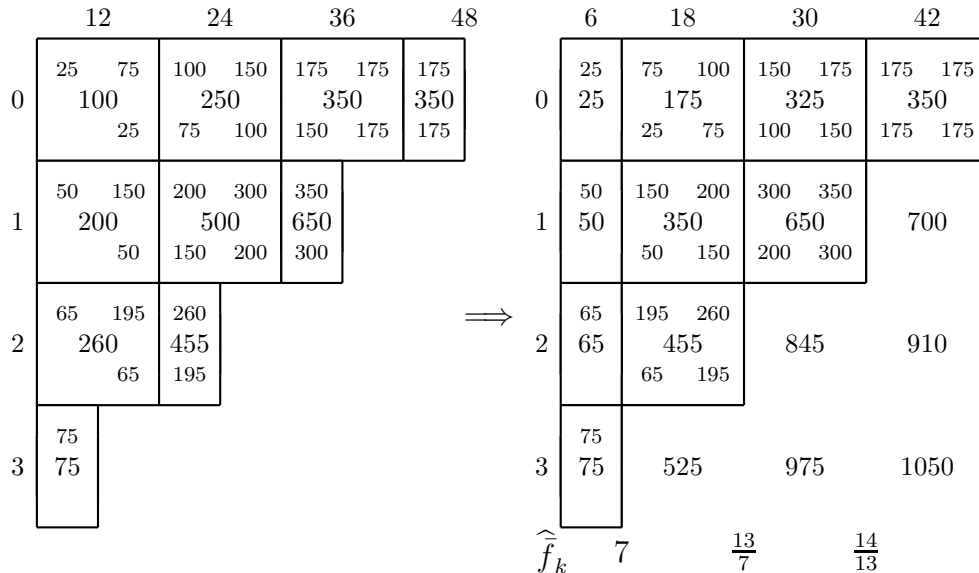 12 24 36 48 6 18 30 42
25 75 100 150 175 175 175 25 75 100 150 175 175 175
0 100 250 350 350 0 25 175 325 350
25 75 100 150 175 175 25 75 100 150 175 175
50 150 200 300 350 50 150 200 300 350
1 200 500 650 1 50 350 650 700
50 150 200 300 50 150 200 300
65 195 260 65 195 260
2 260 455 ⟹ 2 65 455 845 910
65 195 65 195
75 75
3 75 3 75 525 975 1050
\widehat{\bar{f}}_k 7 \frac{13}{7} \frac{14}{13}